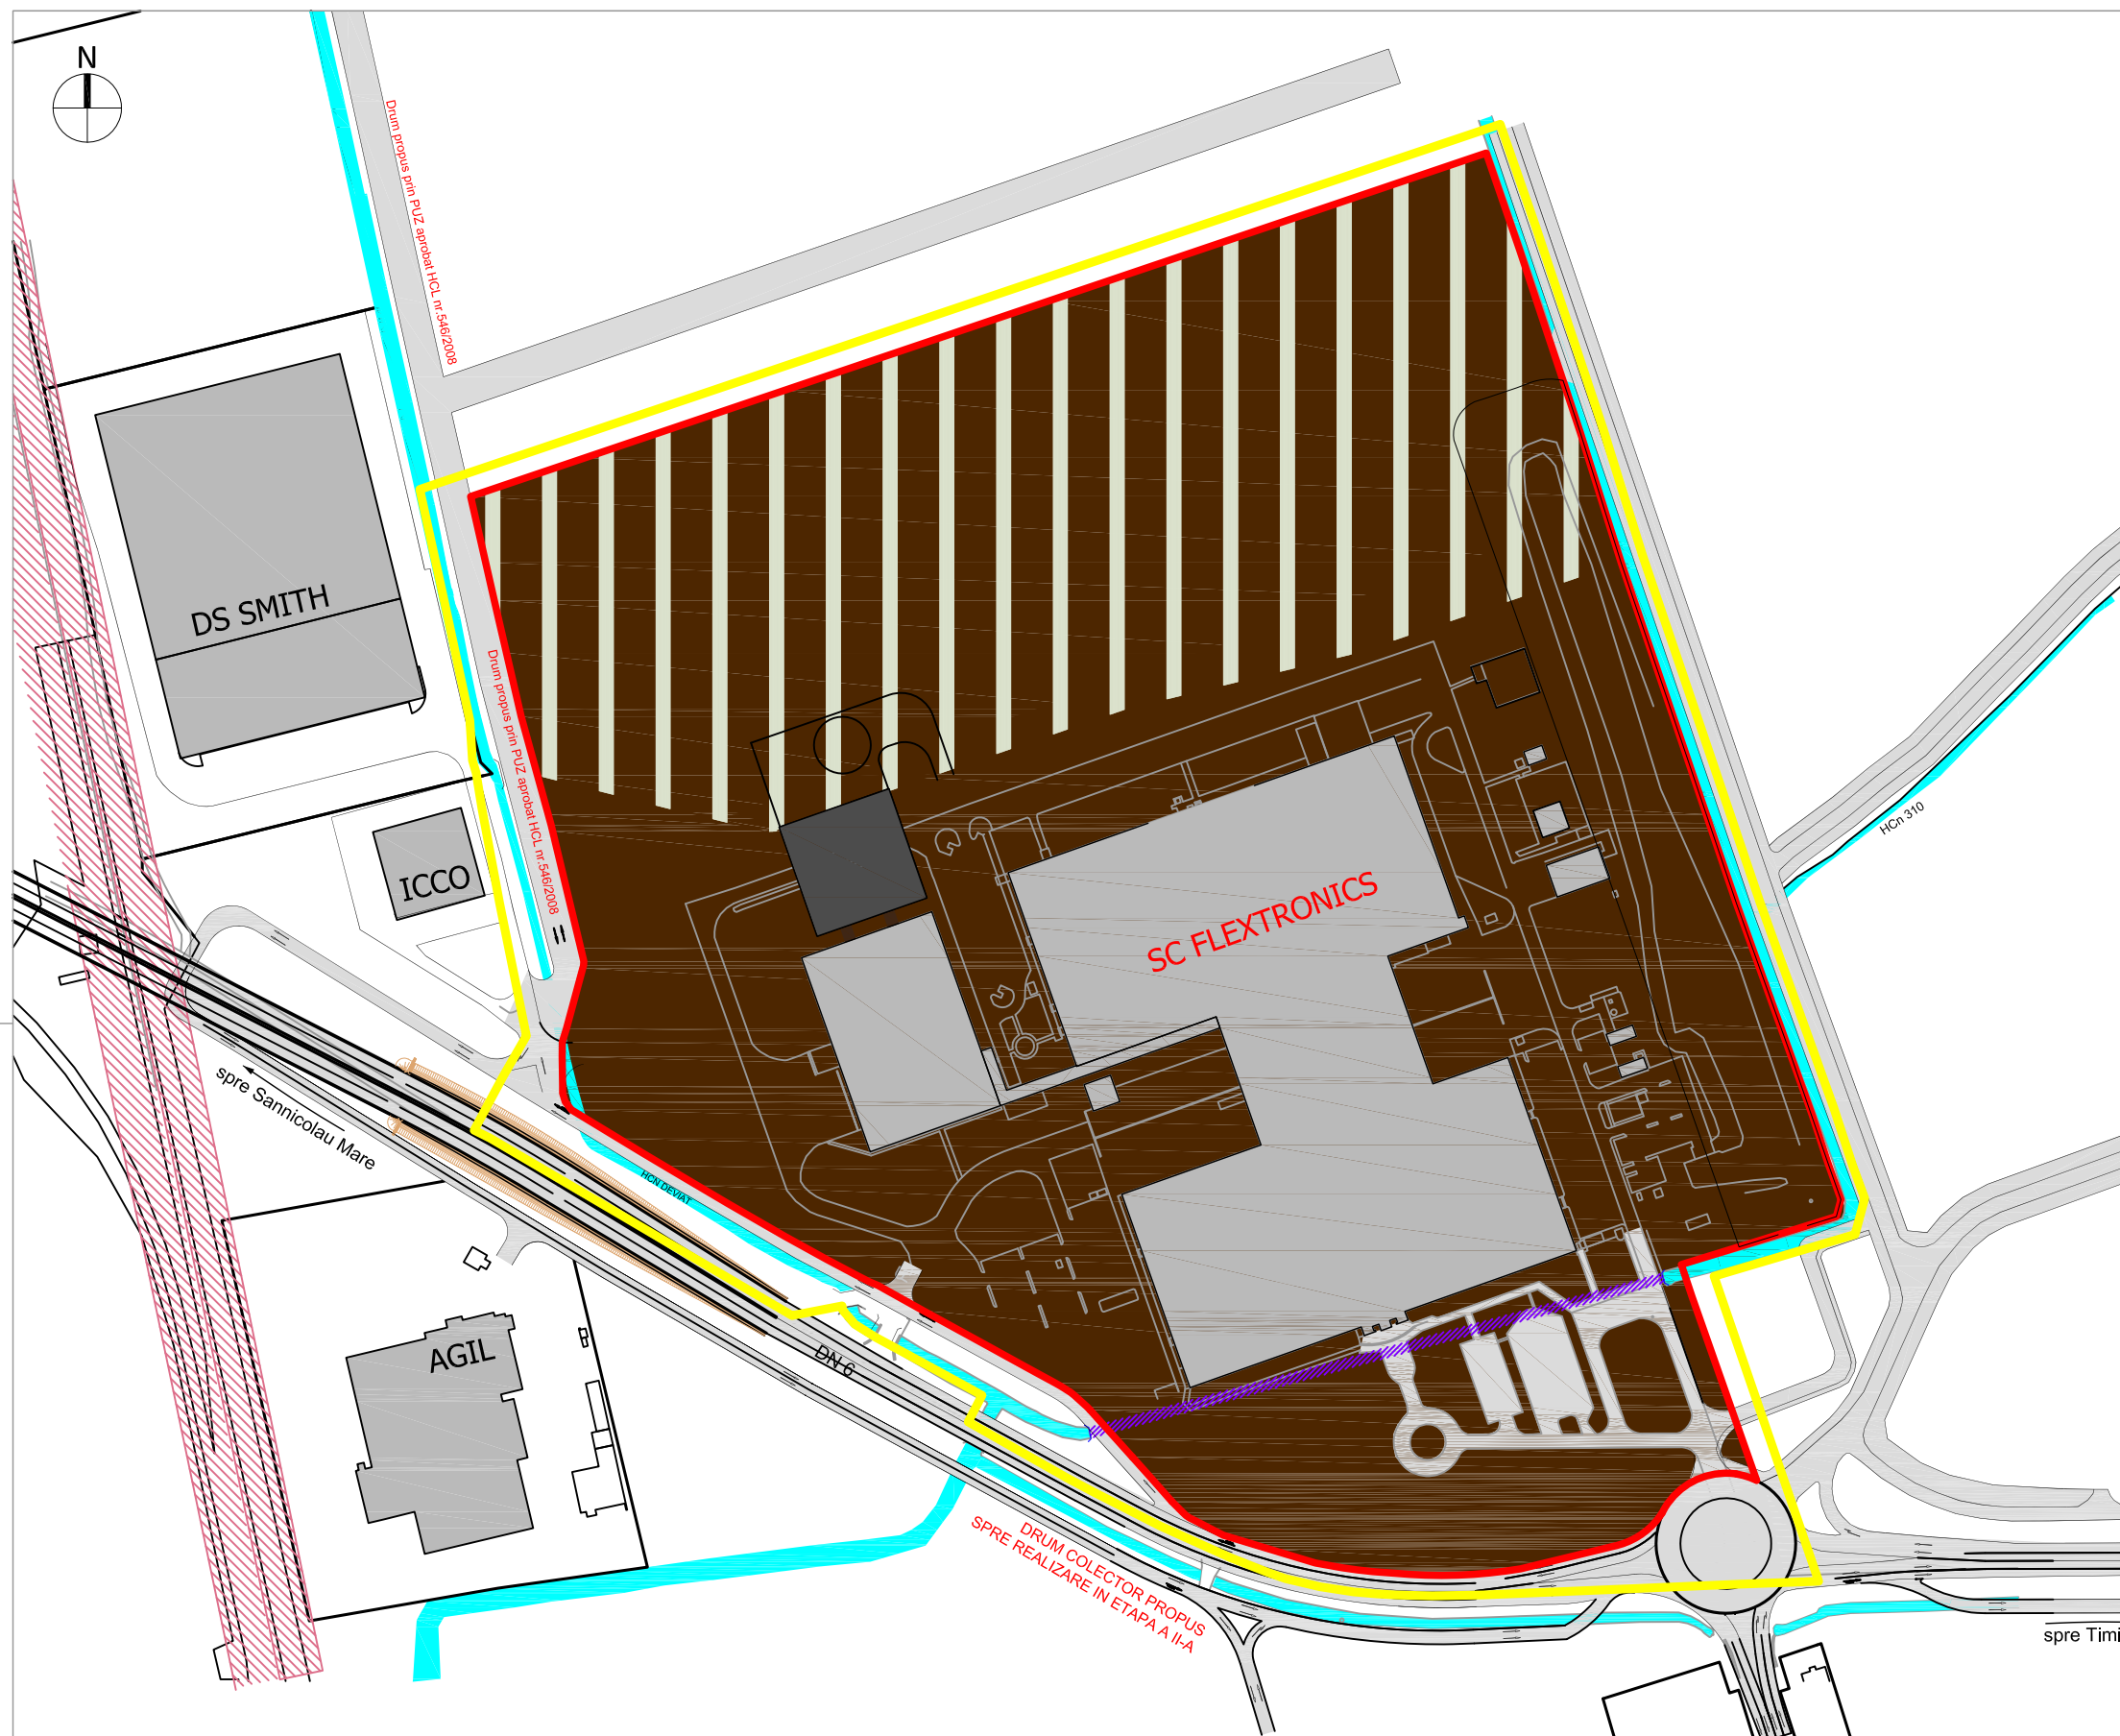 N
Drum propus prin PUZ aprobat HCL nr.546/2008
DS SMITH
Drum propus prin PUZ aprobat HCL nr.546/2008
HCn 310
ICCO
SC FLEXTRONICS
spre Sannicolau Mare
HCN DEVIAT
AGIL
DN 6
DRUM COLECTOR PROPUS
SPRE REALIZARE IN ETAPA A II-A
spre Timi